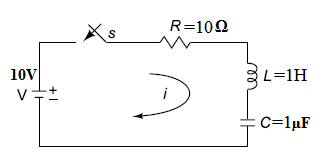 s
R=10Ω
10V
V
+
i
L=1H
C=1μF